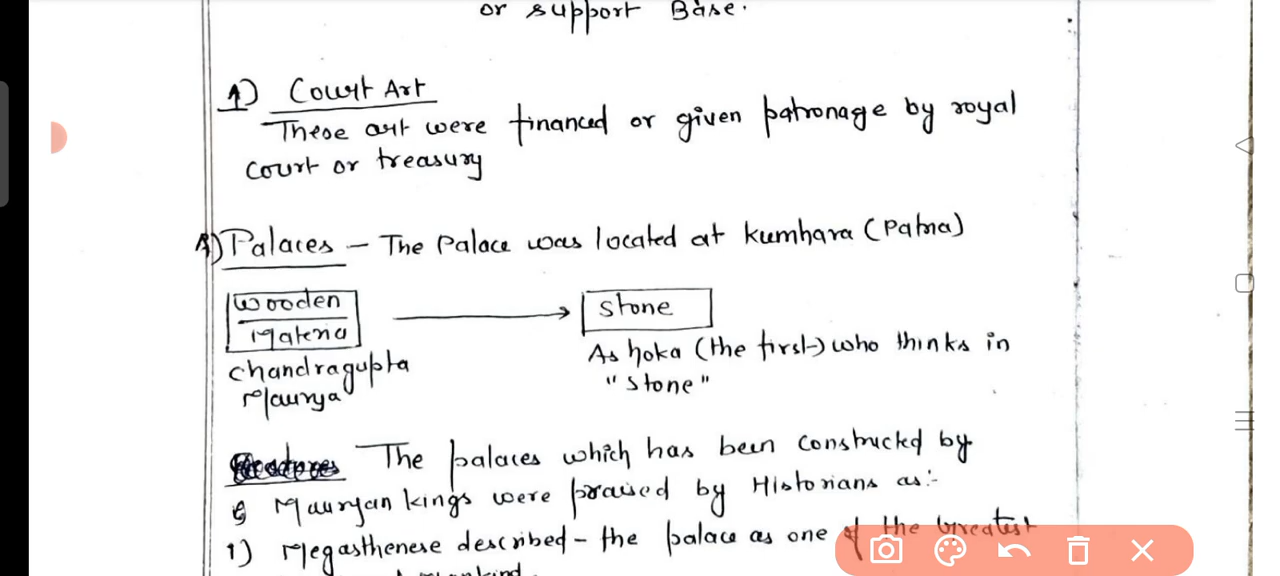 or support Base.
1) Court Art
These art were financed or given patronage by royal
court or treasury
A) Palaces - The Palace was located at kumhara (Patna)
wooden → stone
Materia
Ashoka (the first) who thinks in
chandragupta
"stone"
Maurya
The palaces which has been constructed by
Mauryan kings were praised by Historians as:-
1) Megasthenese described - the palace as one of the greatest
mankind